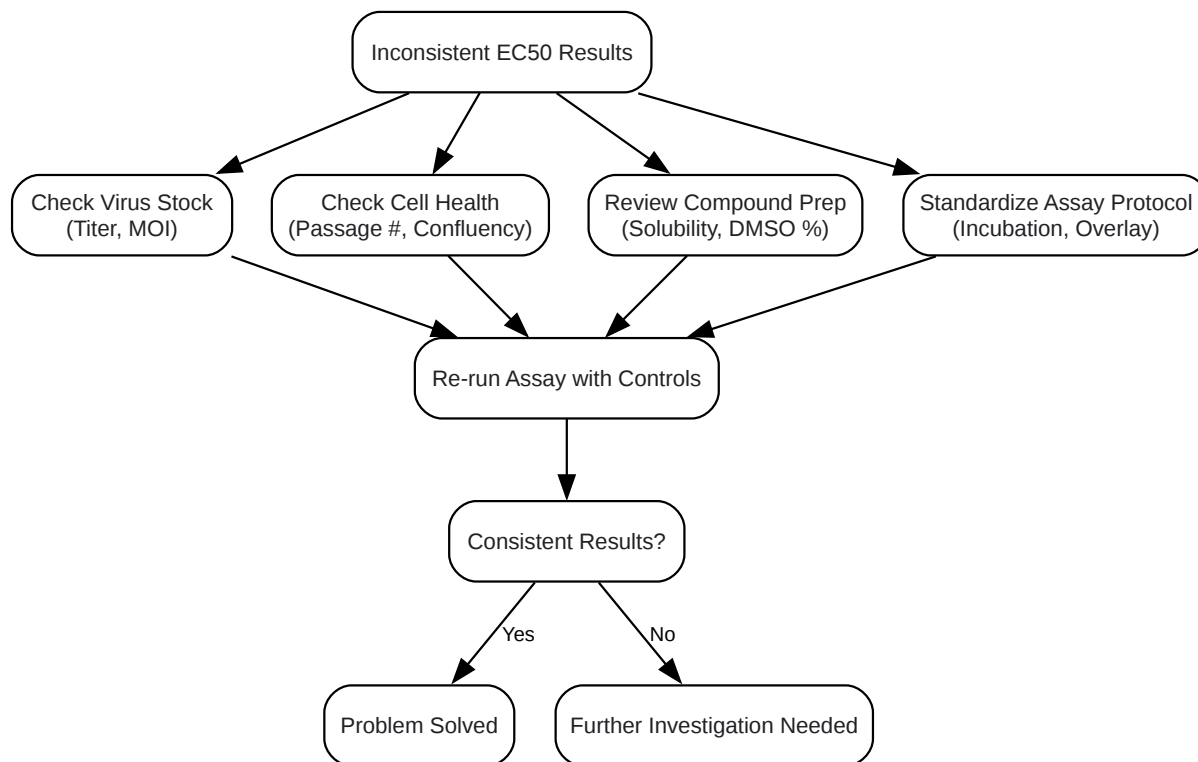 Inconsistent EC50 Results
Check Virus Stock
(Titer, MOI)
Check Cell Health
(Passage #, Confluency)
Review Compound Prep
(Solubility, DMSO %)
Standardize Assay Protocol
(Incubation, Overlay)
Re-run Assay with Controls
Consistent Results?
Yes
No
Problem Solved
Further Investigation Needed